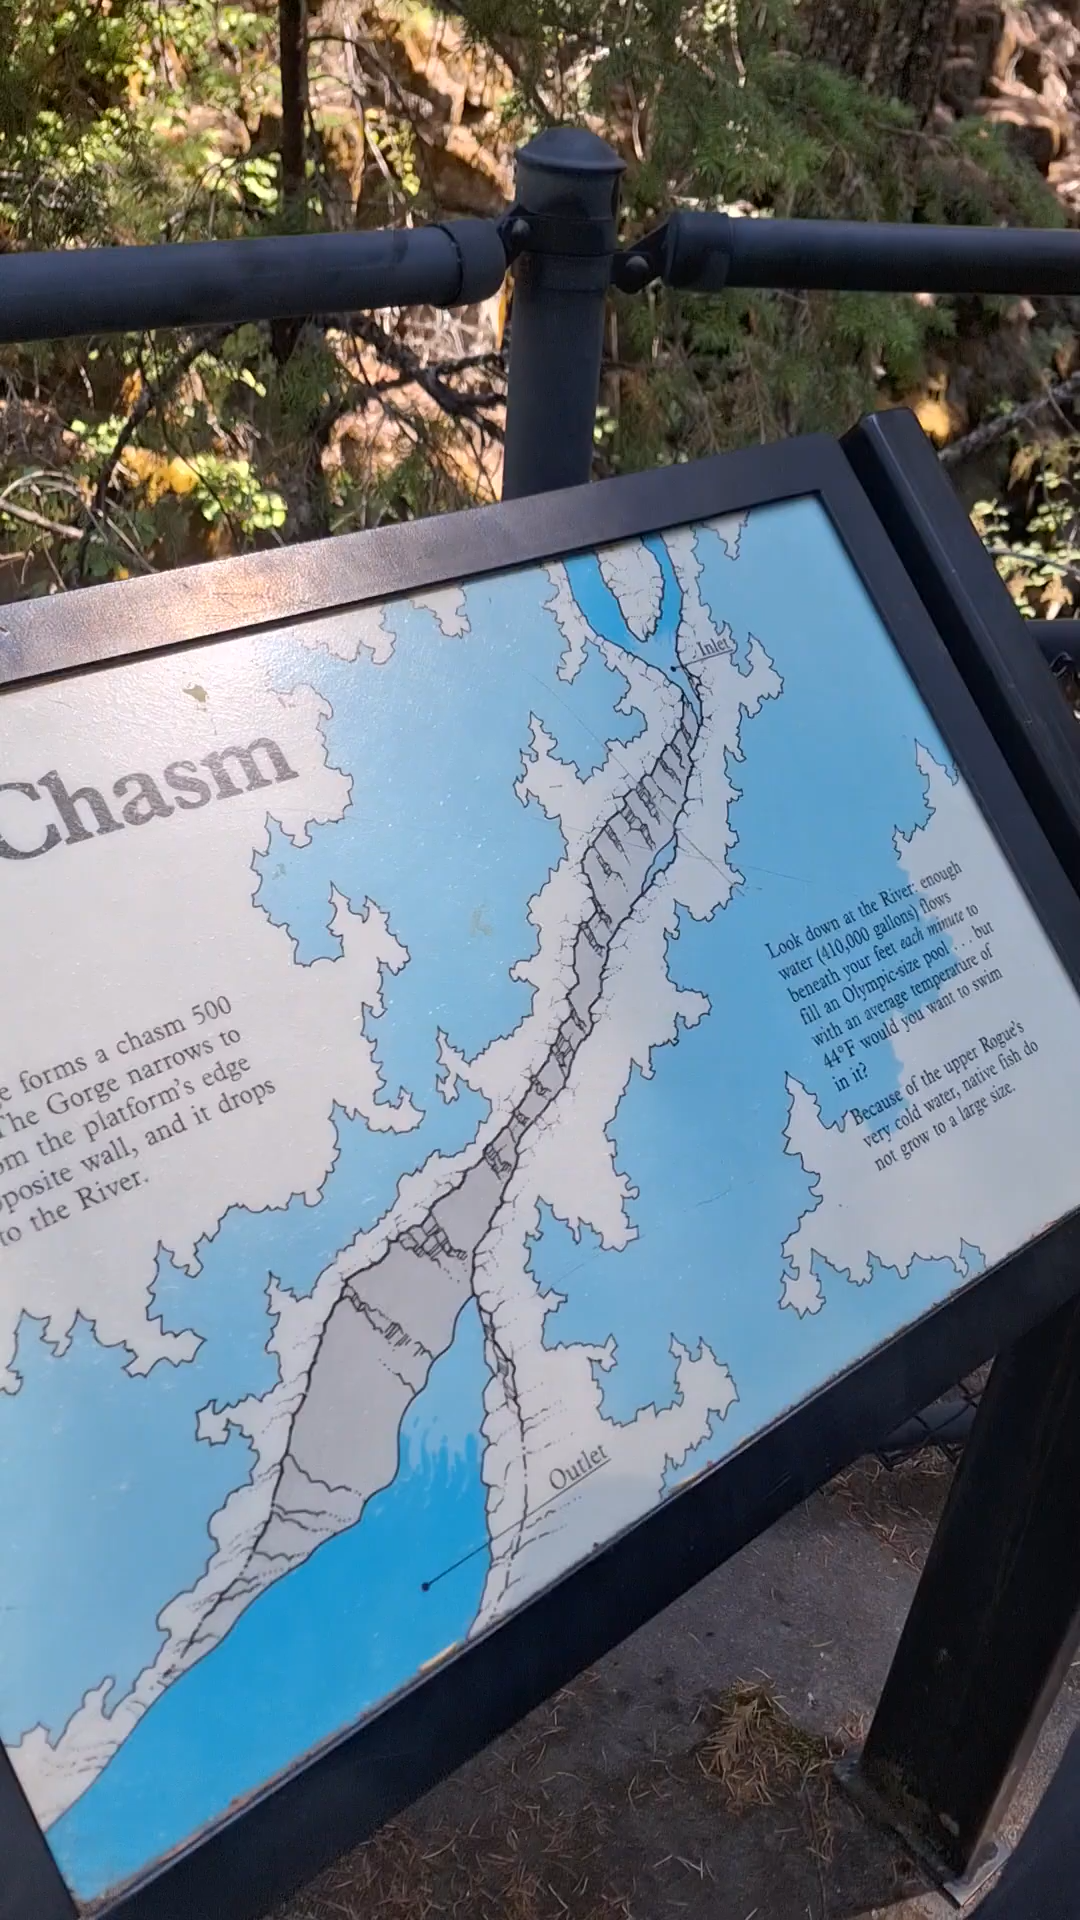 Chasm
forms a chasm 500
The Gorge narrows to
the platform's edge
wall, and it drops
to the River.
Inlet
Look down at the River: enough
water (410,000 gallons) flows
beneath your feet each minute to
fill an Olympic-size pool . . . but
with an average temperature of
44°F would you want to swim
in it?
Because of the upper Rogue's
very cold water, native fish do
not grow to a large size.
Outlet